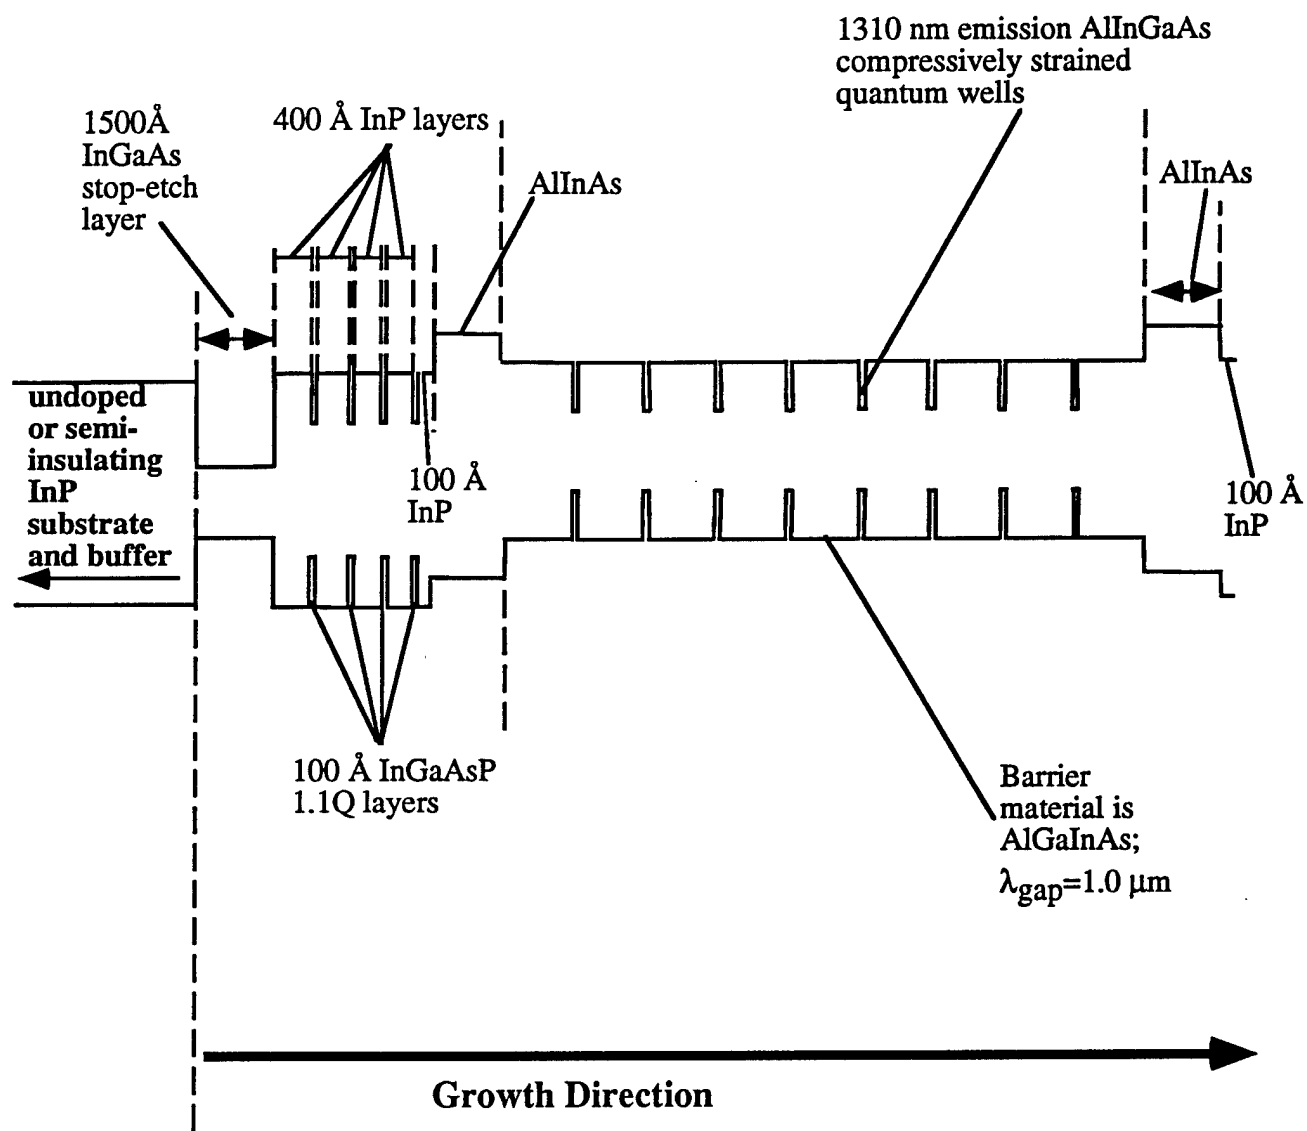 1310 nm emission AlInGaAs
compressively strained
quantum wells
1500Å
InGaAs
stop-etch
layer
400 Å InP layers
AlInAs
AlInAs
undoped
or semi-
insulating
InP
substrate
and buffer
100 Å
InP
100 Å
InP
100 Å InGaAsP
1.1Q layers
Barrier
material is
AlGaInAs;
λgap=1.0 μm
Growth Direction